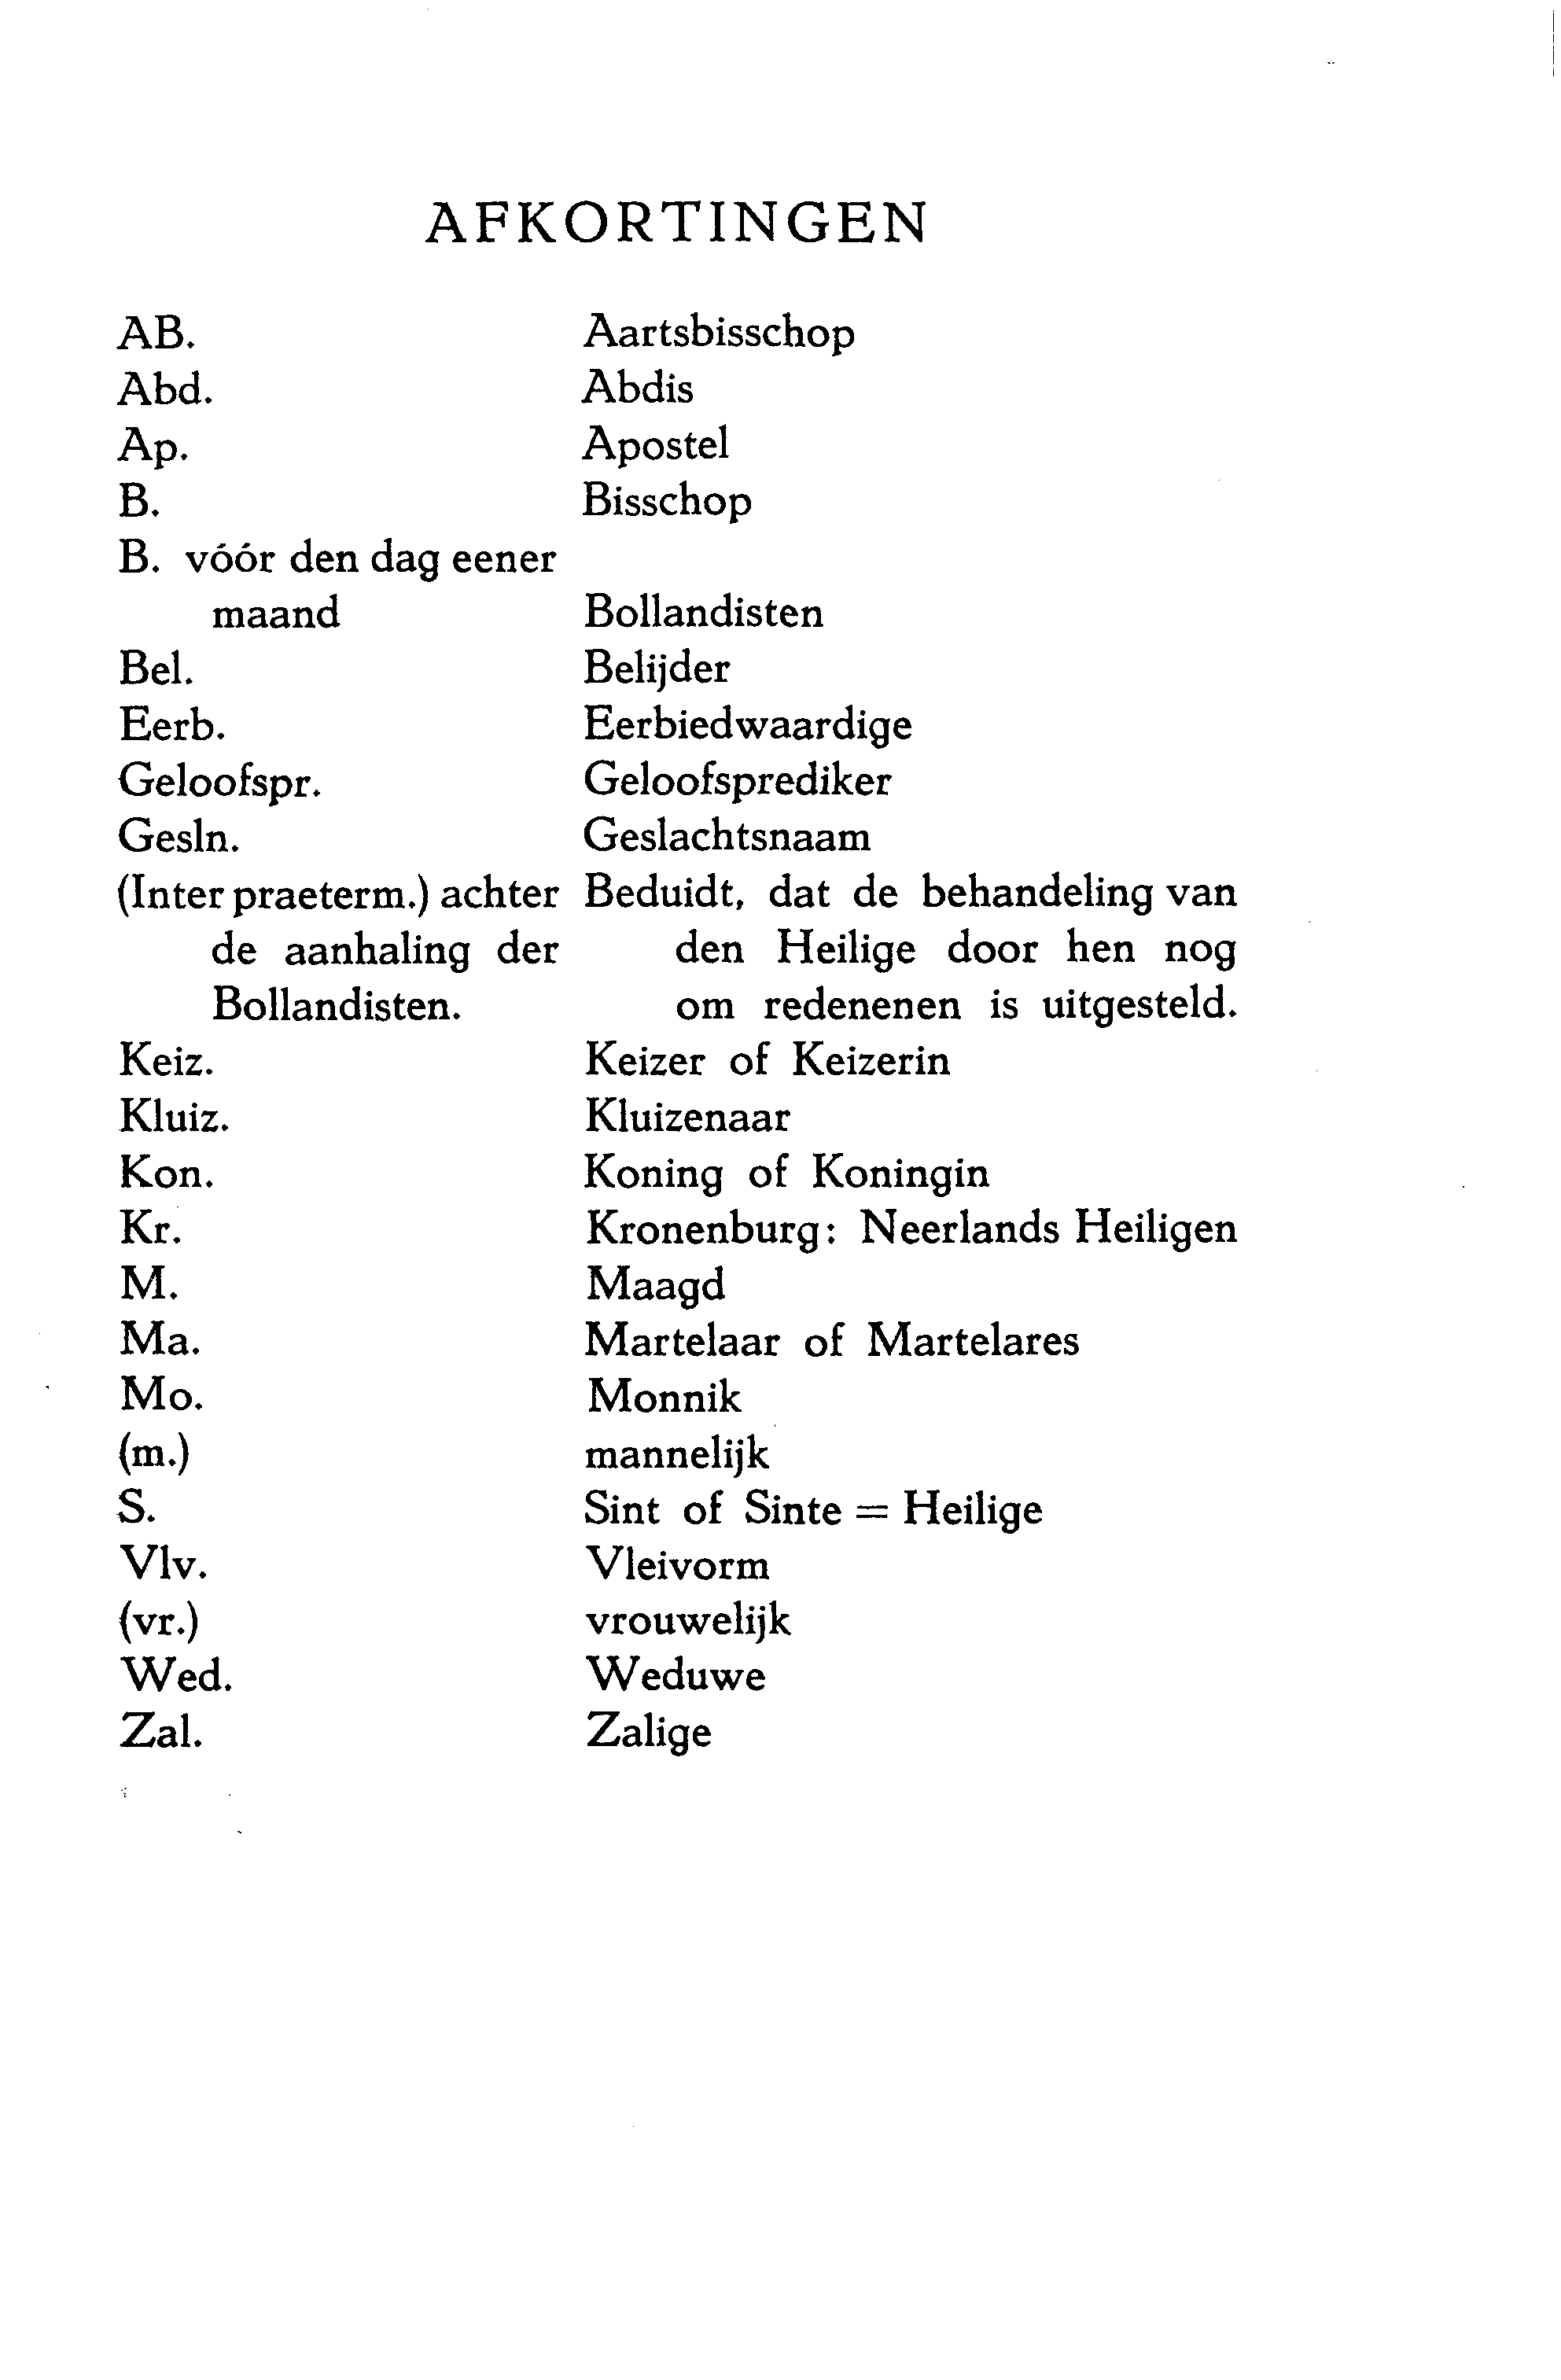 AFKORTINGEN
AB. Aartsbisschop
Abd. Abdis
Ap. Apostel
B. Bisschop
B. vóór den dag eener
maand Bollandisten
Bel. Belijder
Eerb. Eerbiedwaardige
Geloofspr. Geloofsprediker
Gesln. Geslachtsnaam
(Inter praeterm.) achter Beduidt, dat de behandeling van
de aanhaling der den Heilige door hen nog
Bollandisten. om redenenen is uitgesteld.
Keiz. Keizer of Keizerin
Kluiz. Kluizenaar
Kon. Koning of Koningin
Kr. Kronenburg: Neerlands Heiligen
M. Maagd
Ma. Martelaar of Martelares
Mo. Monnik
(m.) mannelijk
S. Sint of Sinte = Heilige
Vlv. Vleivorm
(vr.) vrouwelijk
Wed. Weduwe
Zal. Zalige